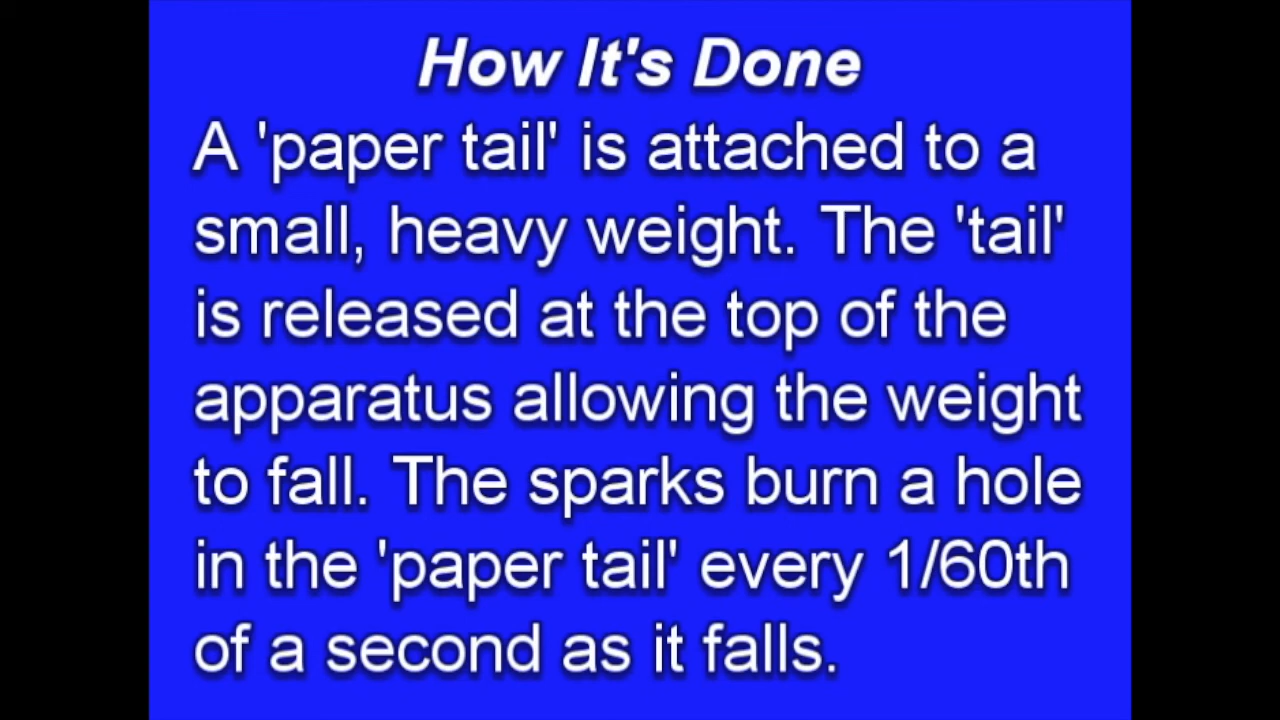 How It's Done
A 'paper tail' is attached to a
small, heavy weight. The 'tail'
is released at the top of the
apparatus allowing the weight
to fall. The sparks burn a hole
in the 'paper tail' every 1/60th
of a second as it falls.